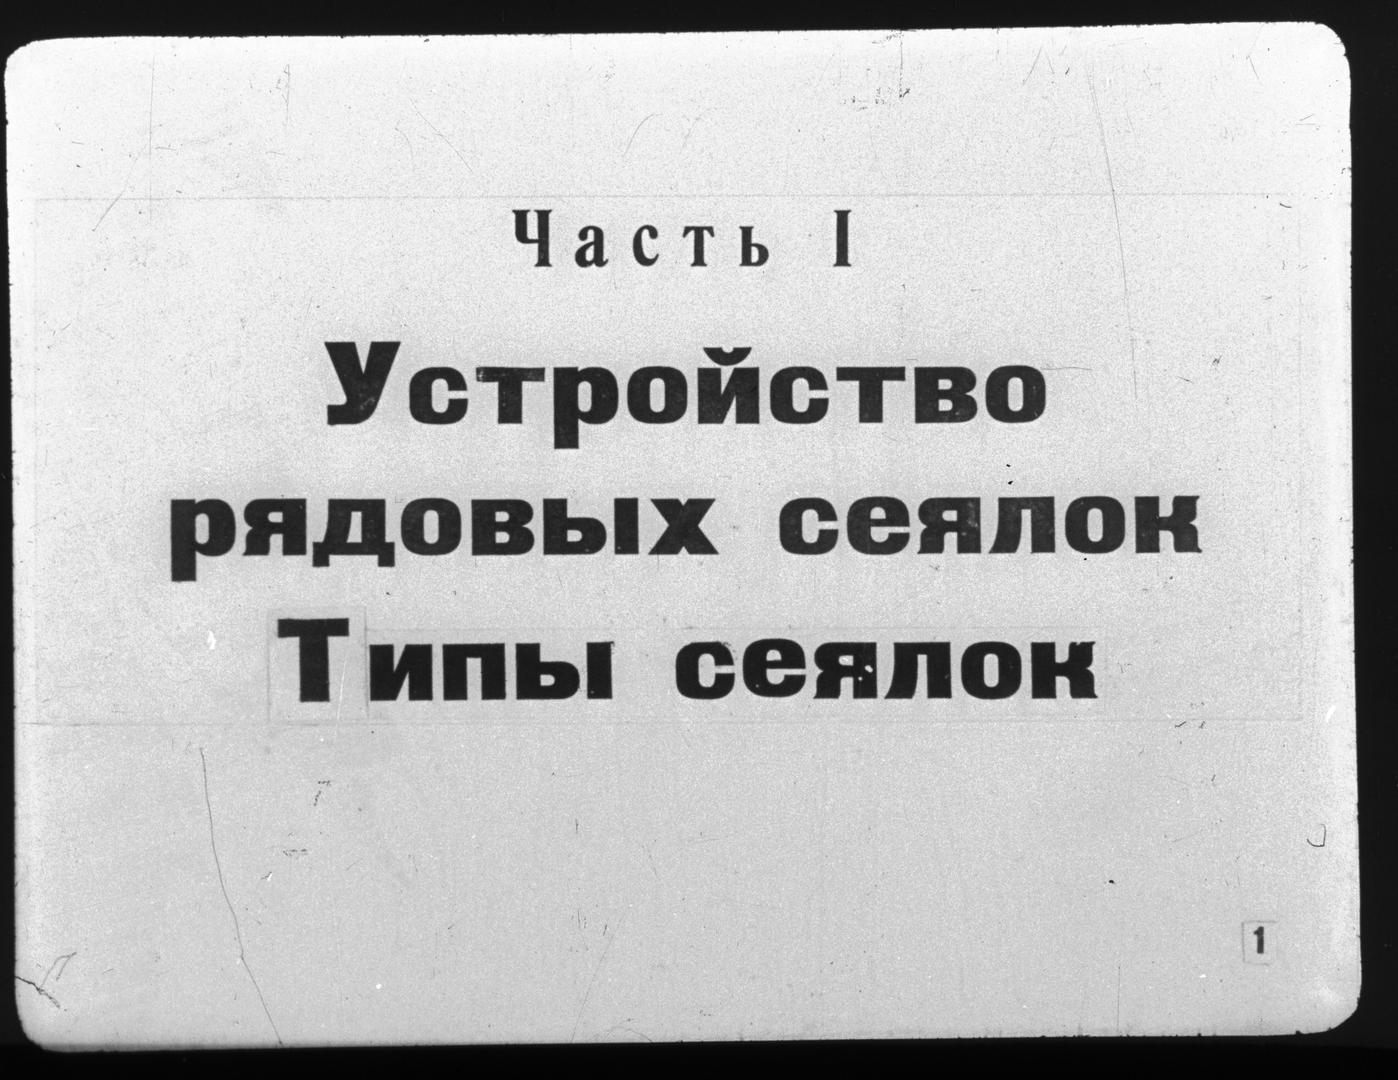 Часть I
Устройство
рядовых сеялок
Типы сеялок
1